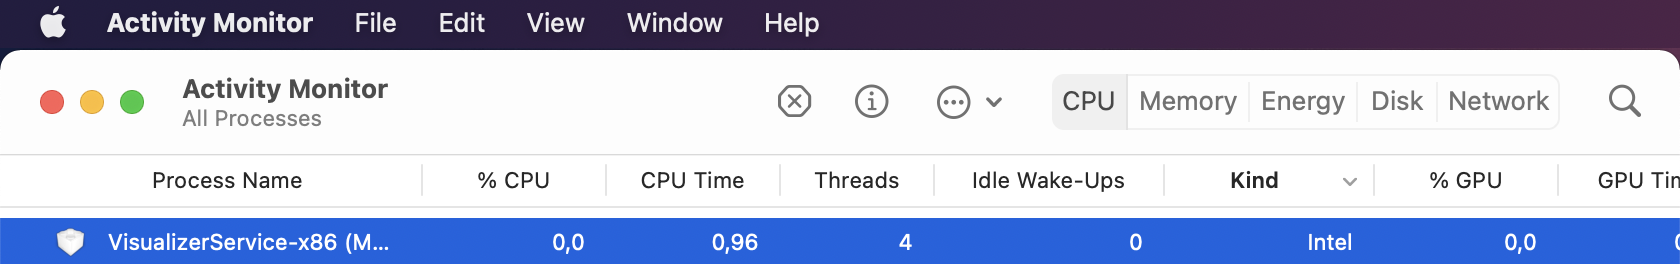 Activity Monitor File Edit View Window Help
Activity Monitor
All Processes
CPU Memory Energy Disk Network
Process Name % CPU CPU Time Threads Idle Wake-Ups Kind % GPU GPU Tin
VisualizerService-x86 (M... 0,0 0,96 4 0 Intel 0,0